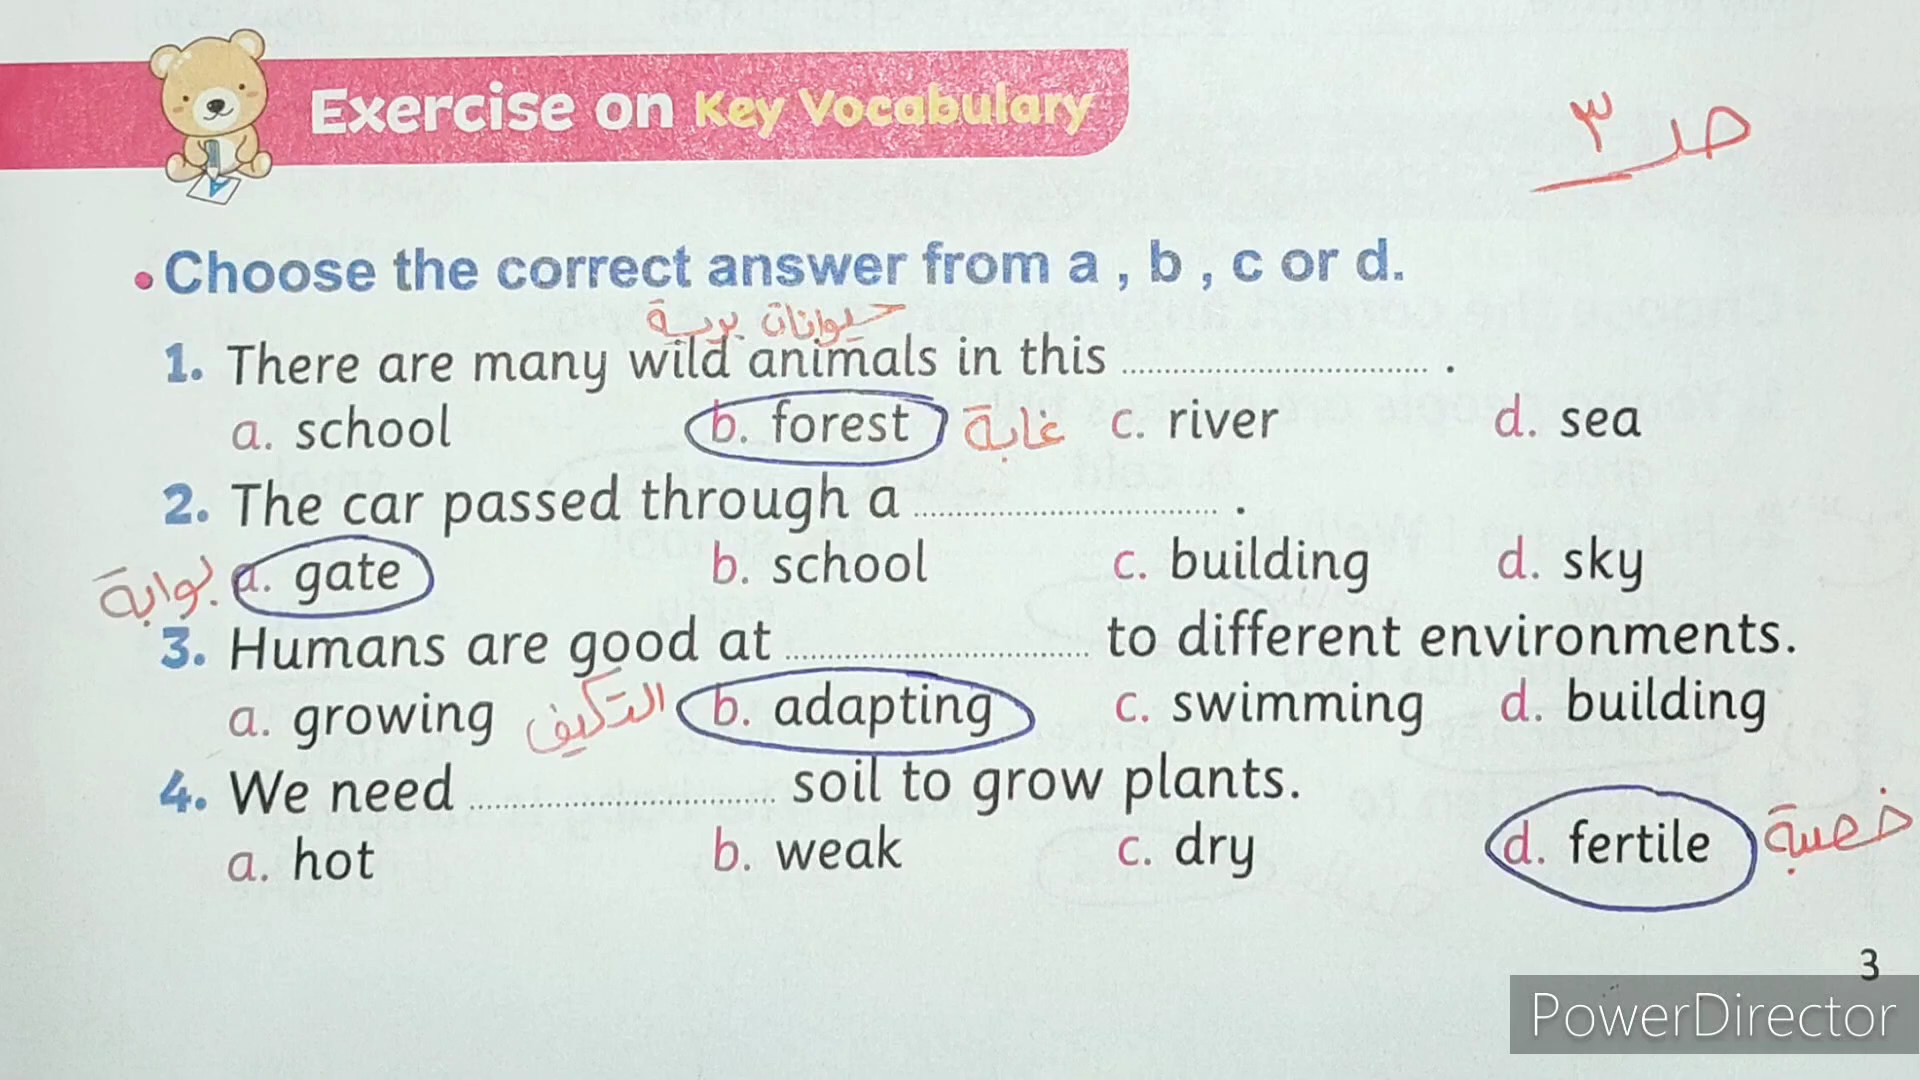 Exercise on Key Vocabulary
صـ ٣
• Choose the correct answer from a , b , c or d.
حيوانات برية
1. There are many wild animals in this .............................. .
a. school b. forest غابة c. river d. sea
2. The car passed through a .............................. .
بوابة a. gate b. school c. building d. sky
3. Humans are good at .............................. to different environments.
a. growing التكيف b. adapting c. swimming d. building
4. We need .............................. soil to grow plants.
a. hot b. weak c. dry d. fertile خصبة
3
PowerDirector